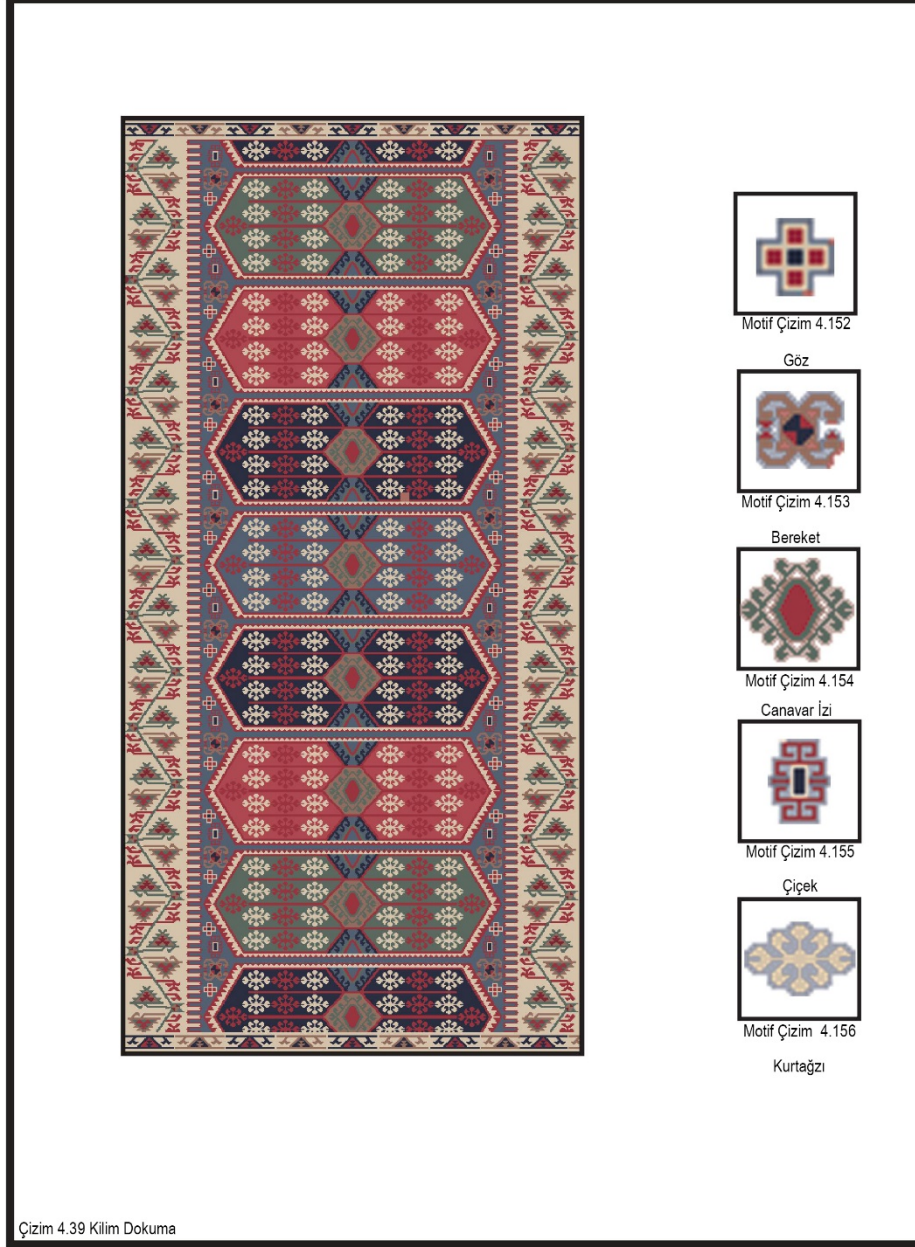 Motif Çizim 4.152
Göz
Motif Çizim 4.153
Bereket
Motif Çizim 4.154
Canavar İzi
Motif Çizim 4.155
Çiçek
Motif Çizim 4.156
Kurtağzı
Çizim 4.39 Kilim Dokuma